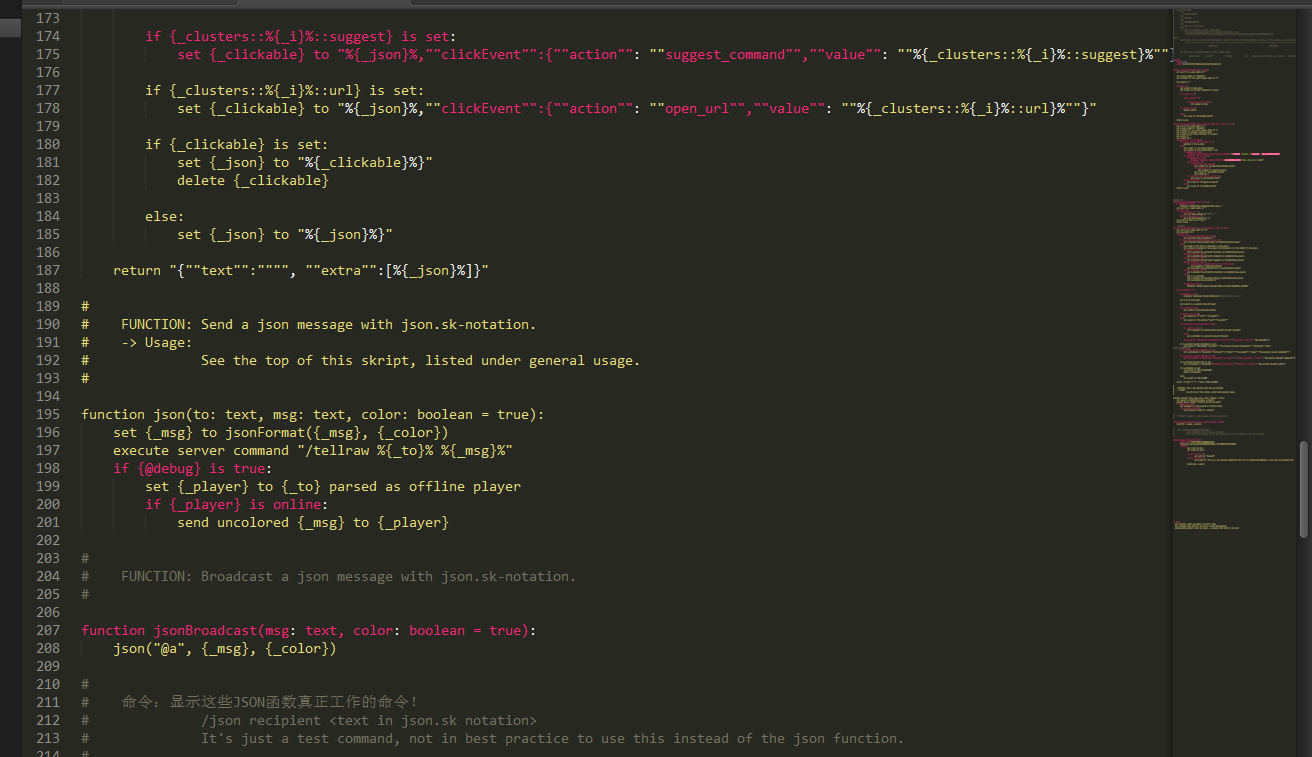 173
174 if {_clusters::%{_i}%::suggest} is set:
175 set {_clickable} to "%{_json}%,""clickEvent"":{""action"": ""suggest_command"",""value"": ""%{_clusters::%{_i}%::suggest}%""}
176
177 if {_clusters::%{_i}%::url} is set:
178 set {_clickable} to "%{_json}%,""clickEvent"":{""action"": ""open_url"",""value"": ""%{_clusters::%{_i}%::url}%""}"
179
180 if {_clickable} is set:
181 set {_json} to "%{_clickable}%}"
182 delete {_clickable}
183
184 else:
185 set {_json} to "%{_json}%}"
186
187 return "{""text"":"""", ""extra"":[%{_json}%]}"
188
189 #
190 # FUNCTION: Send a json message with json.sk-notation.
191 # -> Usage:
192 # See the top of this skript, listed under general usage.
193 #
194
195 function json(to: text, msg: text, color: boolean = true):
196 set {_msg} to jsonFormat({_msg}, {_color})
197 execute server command "/tellraw %{_to}% %{_msg}%"
198 if {@debug} is true:
199 set {_player} to {_to} parsed as offline player
200 if {_player} is online:
201 send uncolored {_msg} to {_player}
202
203 #
204 # FUNCTION: Broadcast a json message with json.sk-notation.
205 #
206
207 function jsonBroadcast(msg: text, color: boolean = true):
208 json("@a", {_msg}, {_color})
209
210 #
211 # 命令: 显示这些JSON函数真正工作的命令!
212 # /json recipient <text in json.sk notation>
213 # It's just a test command, not in best practice to use this instead of the json function.
214 #